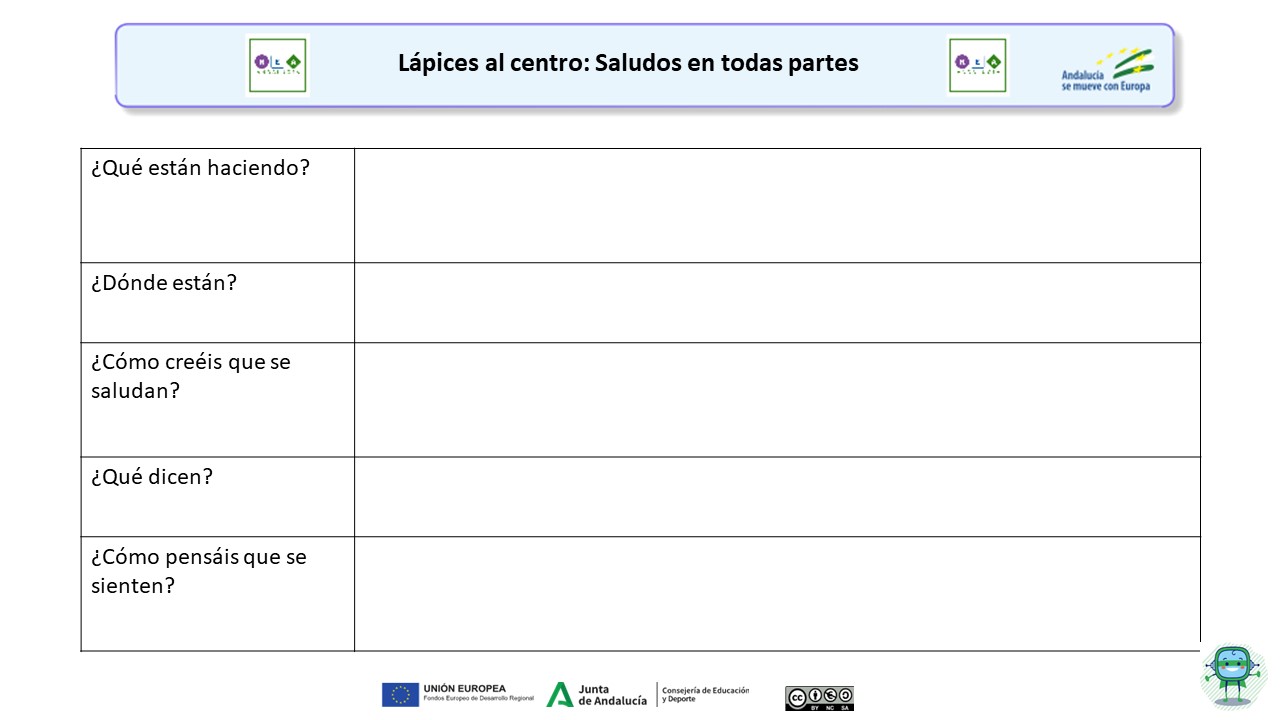 Lápices al centro: Saludos en todas partes
Andalucía
se mueve con Europa
¿Qué están haciendo?
¿Dónde están?
¿Cómo creéis que se
saludan?
¿Qué dicen?
¿Cómo pensáis que se
sienten?
UNIÓN EUROPEA
Fondos Europeo de Desarrollo Regional
Junta
de Andalucía
Consejería de Educación
y Deporte
CC
BY NC SA